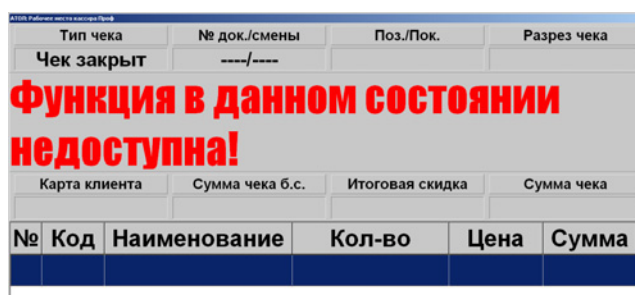 ATOR: Рабочее место кассира Проф
Тип чека № док./смены Поз./Пок. Разрез чека
Чек закрыт ----/----
Функция в данном состоянии
недоступна!
Карта клиента Сумма чека б.с. Итоговая скидка Сумма чека
№ Код Наименование Кол-во Цена Сумма